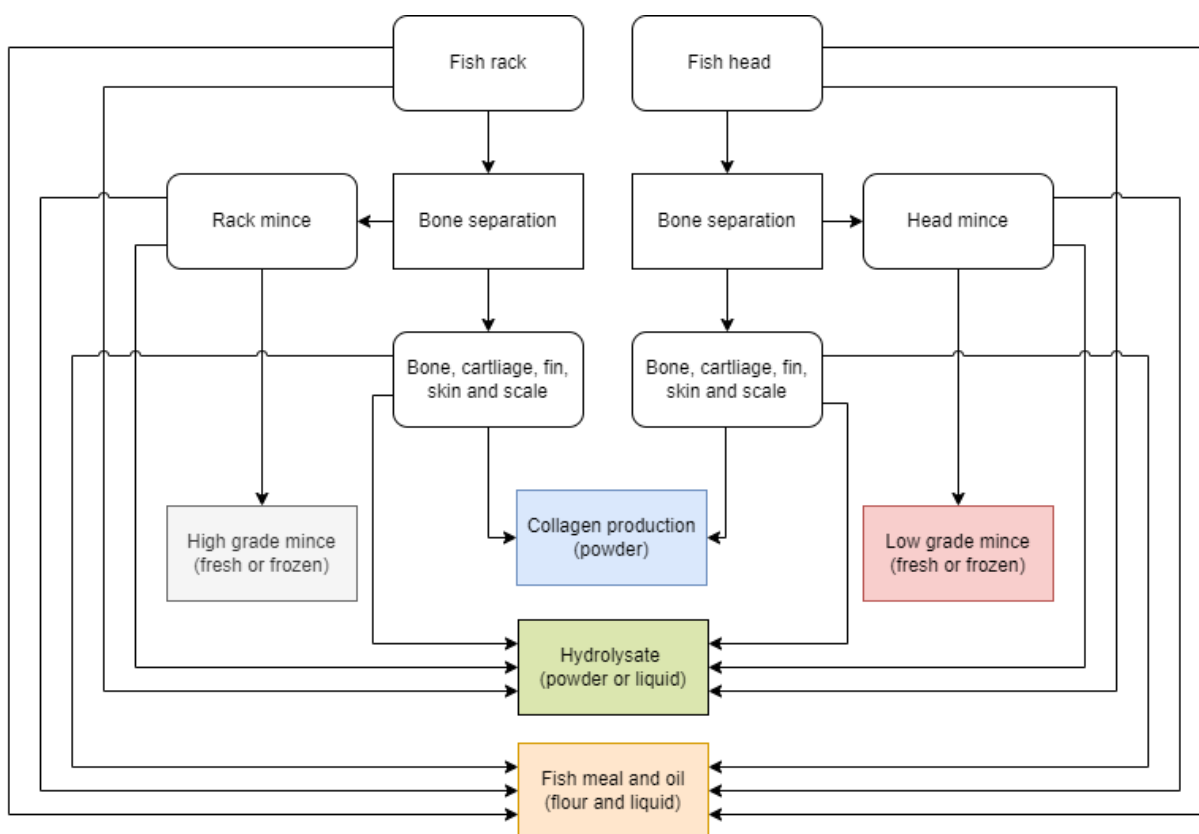 Fish rack
Fish head
Rack mince
Bone separation
Bone separation
Head mince
Bone, cartliage, fin,
skin and scale
Bone, cartliage, fin,
skin and scale
High grade mince
(fresh or frozen)
Collagen production
(powder)
Low grade mince
(fresh or frozen)
Hydrolysate
(powder or liquid)
Fish meal and oil
(flour and liquid)